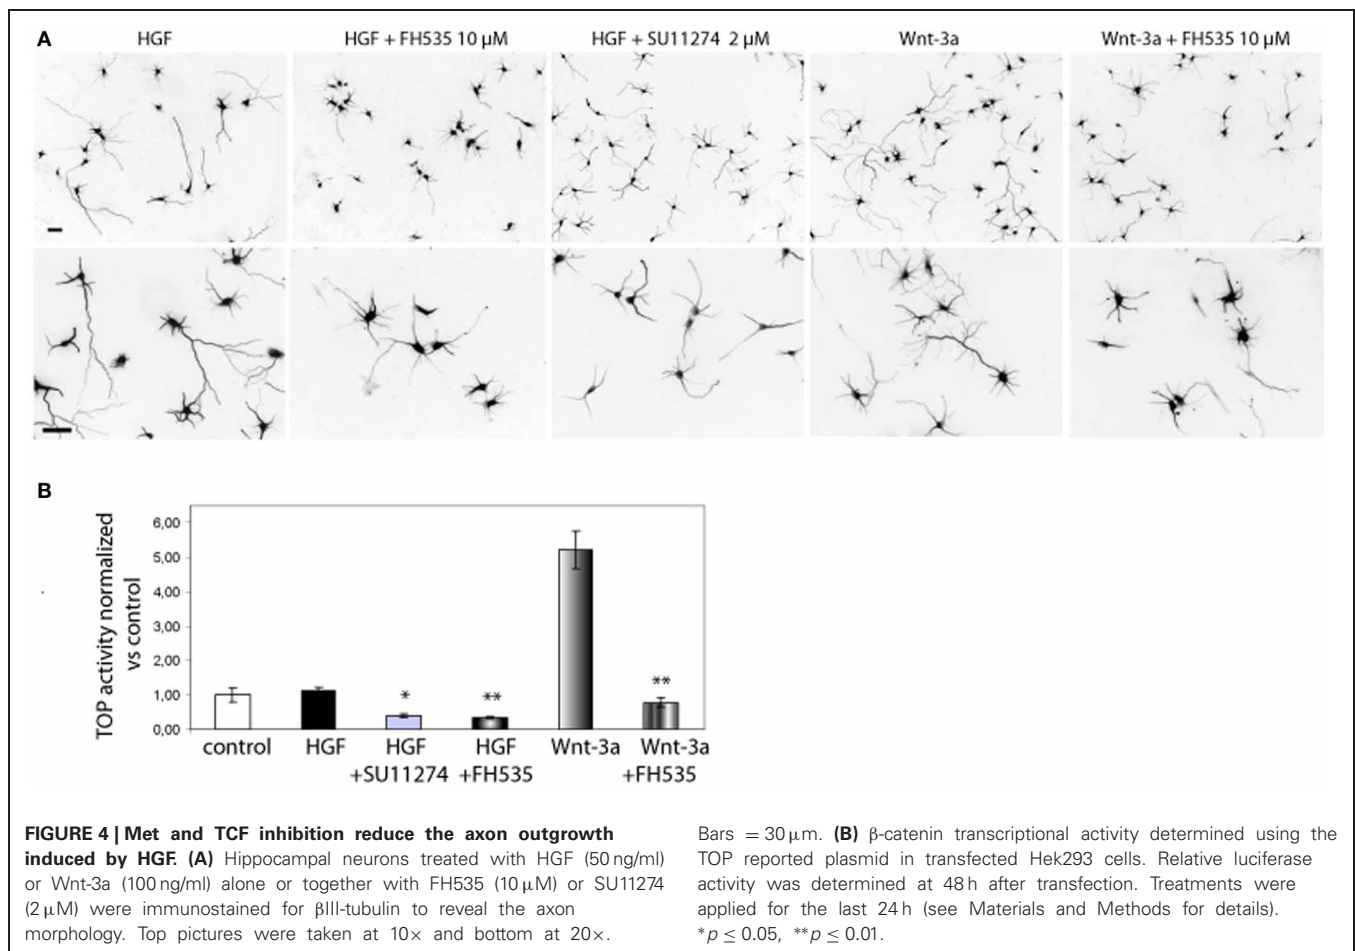 A
HGF
HGF + FH535 10 μM
HGF + SU11274 2 μM
Wnt-3a
Wnt-3a + FH535 10 μM
B
TOP activity normalized
vs control
6,00
5,00
4,00
3,00
2,00
1,00
0,00
*
**
**
control
HGF
HGF
+SU11274
HGF
+FH535
Wnt-3a
Wnt-3a
+FH535
FIGURE 4 | Met and TCF inhibition reduce the axon outgrowth
induced by HGF. (A) Hippocampal neurons treated with HGF (50 ng/ml)
or Wnt-3a (100 ng/ml) alone or together with FH535 (10 μM) or SU11274
(2 μM) were immunostained for βIII-tubulin to reveal the axon
morphology. Top pictures were taken at 10× and bottom at 20×.
Bars = 30 μm. (B) β-catenin transcriptional activity determined using the
TOP reported plasmid in transfected Hek293 cells. Relative luciferase
activity was determined at 48 h after transfection. Treatments were
applied for the last 24 h (see Materials and Methods for details).
*p ≤ 0.05, **p ≤ 0.01.